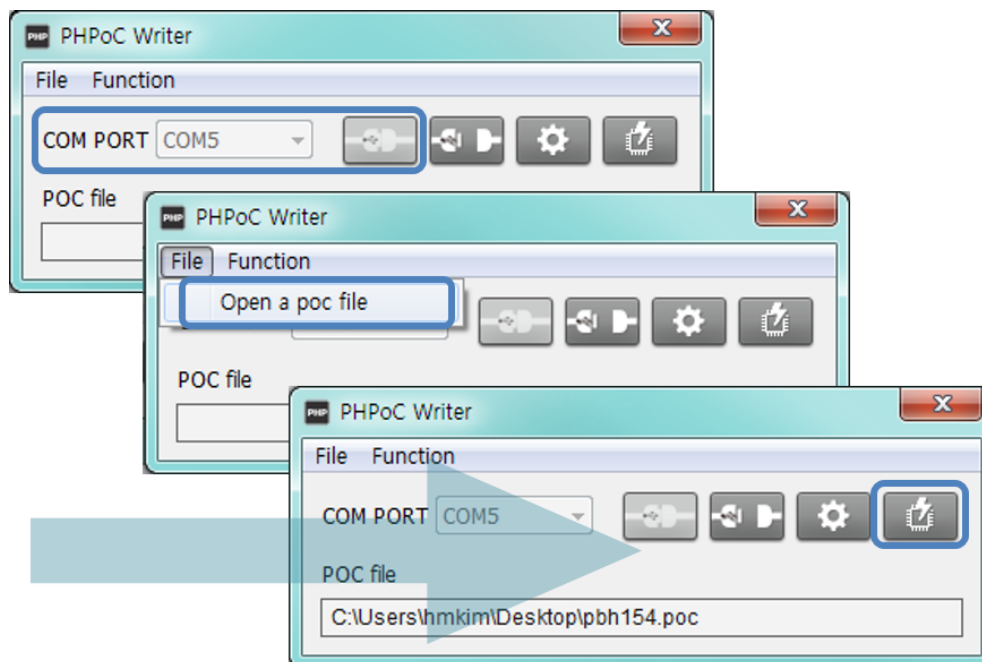 PHP PHPoC Writer
File Function
COM PORT COM5
POC file
PHP PHPoC Writer
File Function
Open a poc file
POC file
PHP PHPoC Writer
File Function
COM PORT COM5
POC file
C:\Users\hmkim\Desktop\pbh154.poc